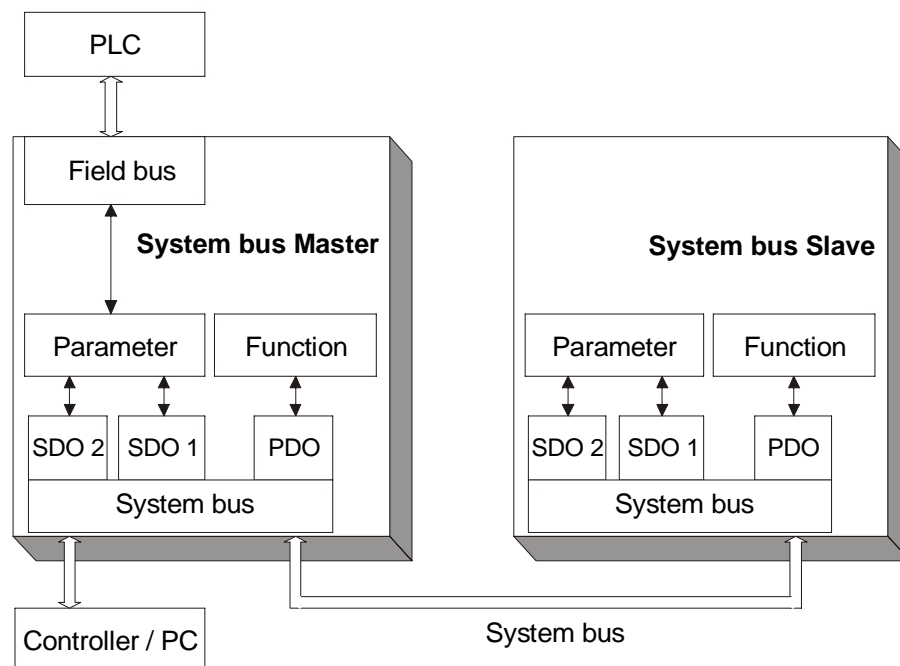 PLC
Field bus
System bus Master
Parameter
Function
SDO 2
SDO 1
PDO
System bus
System bus Slave
Parameter
Function
SDO 2
SDO 1
PDO
System bus
Controller / PC
System bus